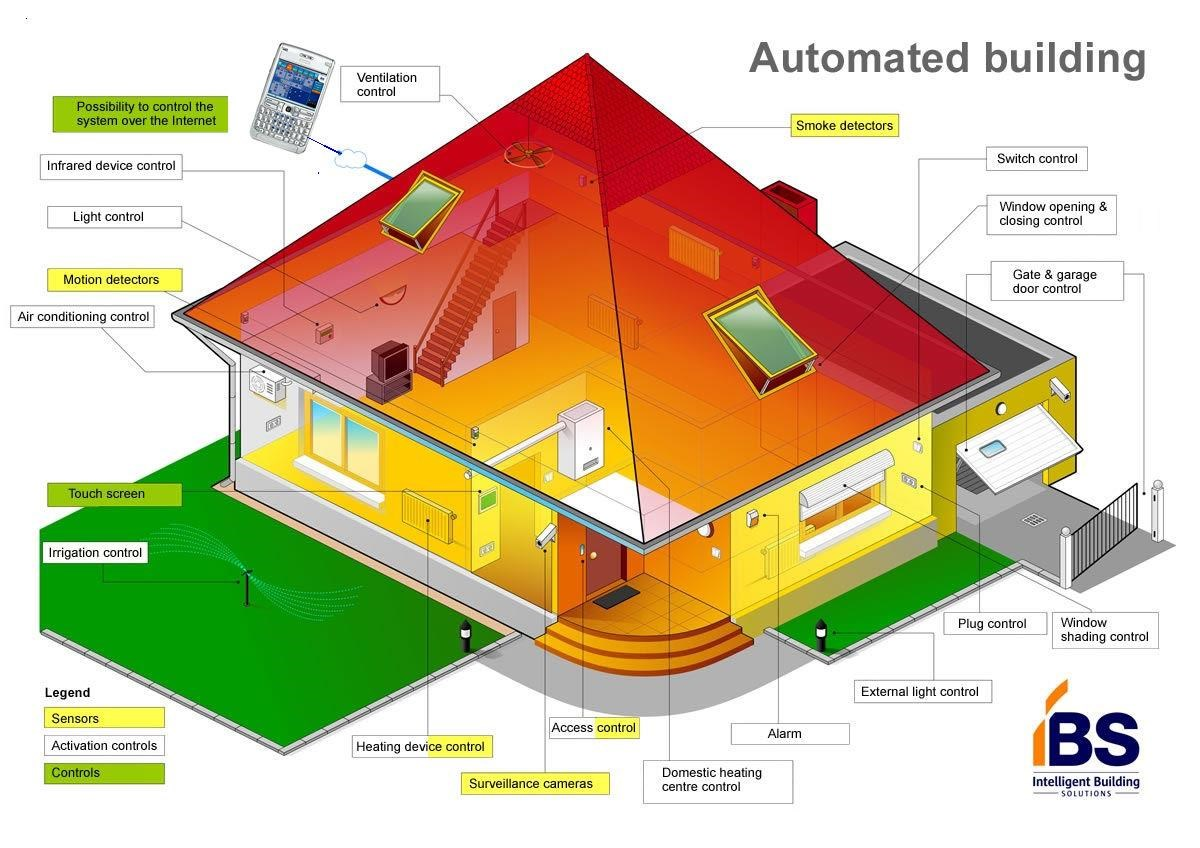 Automated building
Ventilation
control
Possibility to control the
system over the Internet
Smoke detectors
Infrared device control
Switch control
Light control
Window opening &
closing control
Motion detectors
Gate & garage
door control
Air conditioning control
Touch screen
Irrigation control
Plug control
Window
shading control
External light control
Legend
Sensors
Activation controls
Controls
Heating device control
Access control
Alarm
Surveillance cameras
Domestic heating
centre control
iBS
Intelligent Building
SOLUTIONS